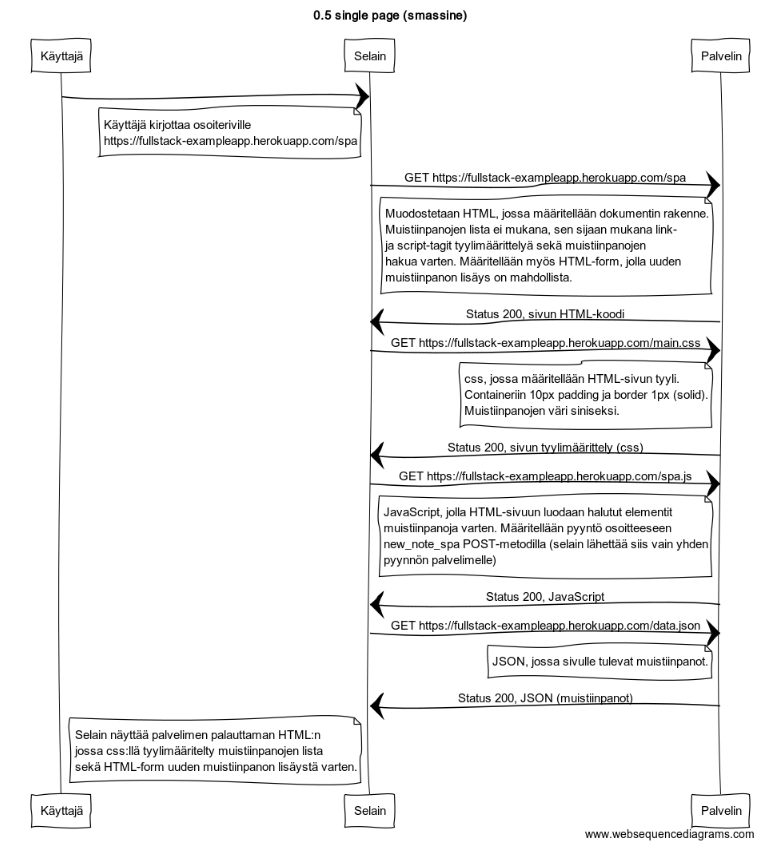 0.5 single page (smassine)
Käyttajä
Selain
Palvelin
Käyttäjä kirjottaa osoiteriville
https://fullstack-exampleapp.herokuapp.com/spa
GET https://fullstack-exampleapp.herokuapp.com/spa
Muodostetaan HTML, jossa määritellään dokumentin rakenne.
Muistiinpanojen lista ei mukana, sen sijaan mukana link-
ja script-tagit tyylimäärittelyä sekä muistiinpanojen
hakua varten. Määritellään myös HTML-form, jolla uuden
muistiinpanon lisäys on mahdollista.
Status 200, sivun HTML-koodi
GET https://fullstack-exampleapp.herokuapp.com/main.css
css, jossa määritellään HTML-sivun tyyli.
Containeriin 10px padding ja border 1px (solid).
Muistiinpanojen väri siniseksi.
Status 200, sivun tyylimäärittely (css)
GET https://fullstack-exampleapp.herokuapp.com/spa.js
JavaScript, jolla HTML-sivuun luodaan halutut elementit
muistiinpanoja varten. Määritellään pyyntö osoitteeseen
new_note_spa POST-metodilla (selain lähettää siis vain yhden
pyynnön palvelimelle)
Status 200, JavaScript
GET https://fullstack-exampleapp.herokuapp.com/data.json
JSON, jossa sivulle tulevat muistiinpanot.
Status 200, JSON (muistiinpanot)
Selain näyttää palvelimen palauttaman HTML:n
jossa css:llä tyylimääritelty muistiinpanojen lista
sekä HTML-form uuden muistiinpanon lisäystä varten.
Käyttajä
Selain
Palvelin
www.websequencediagrams.com